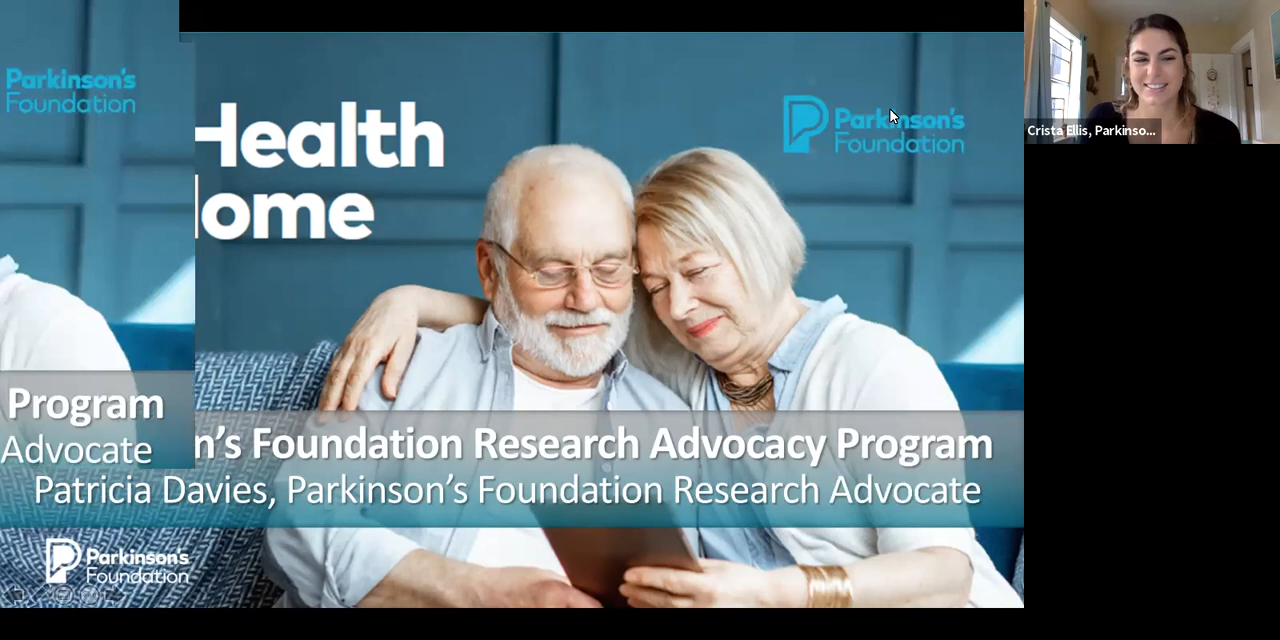 Parkinson's
Foundation
Health
ome
Parkinson's
Foundation
Program
Advocate
n's Foundation Research Advocacy Program
Patricia Davies, Parkinson's Foundation Research Advocate
Parkinson's
Foundation
Crista Ellis, Parkinso...